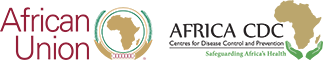 African
Union
AFRICA CDC
Centres for Disease Control and Prevention
Safeguarding Africa's Health